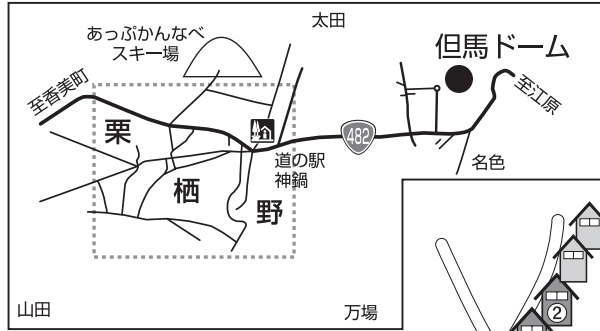 太田
あっぷかんなべ
スキー場
但馬ドーム
至香美町
至江原
栗
482
道の駅
神鍋
名色
栖
野
山田
万場
②